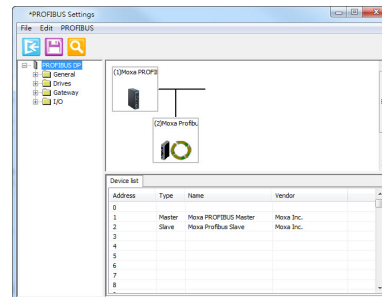 *PROFIBUS Settings
File Edit PROFIBUS
PROFIBUS DP
General
Drives
Gateway
I/O
(1)Moxa PROFI
(2)Moxa Profibu
Device list
Address Type Name Vendor
0
1 Master Moxa PROFIBUS Master Moxa Inc.
2 Slave Moxa Profibus Slave Moxa Inc.
3
4
5
6
7
8